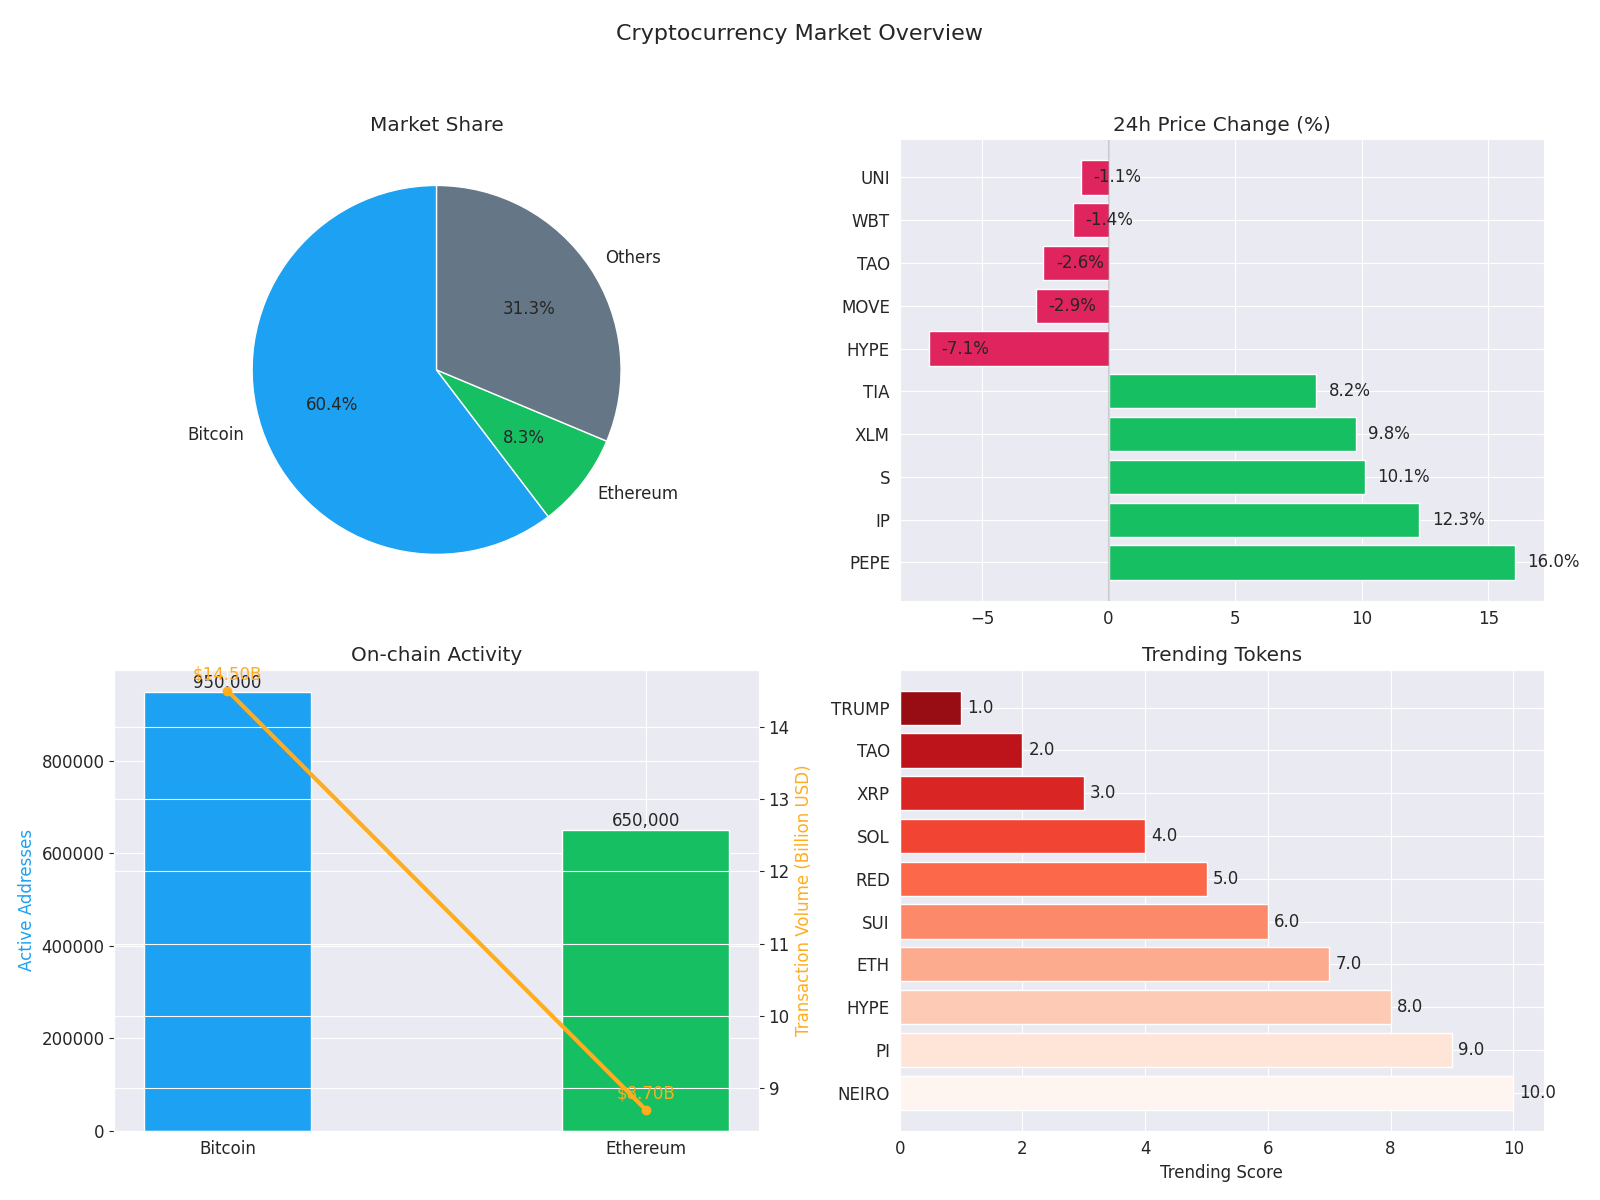 Cryptocurrency Market Overview
Market Share
Others
31.3%
60.4%
Bitcoin
8.3%
Ethereum
24h Price Change (%)
UNI
-1.1%
WBT
-1.4%
TAO
-2.6%
MOVE
-2.9%
HYPE
-7.1%
TIA
8.2%
XLM
9.8%
S
10.1%
IP
12.3%
PEPE
16.0%
−5
0
5
10
15
On-chain Activity
$14.50B
950,000
650,000
$8.70B
800000
600000
400000
200000
0
Active Addresses
14
13
12
11
10
9
Transaction Volume (Billion USD)
Bitcoin
Ethereum
Trending Tokens
TRUMP
1.0
TAO
2.0
XRP
3.0
SOL
4.0
RED
5.0
SUI
6.0
ETH
7.0
HYPE
8.0
PI
9.0
NEIRO
10.0
0
2
4
6
8
10
Trending Score